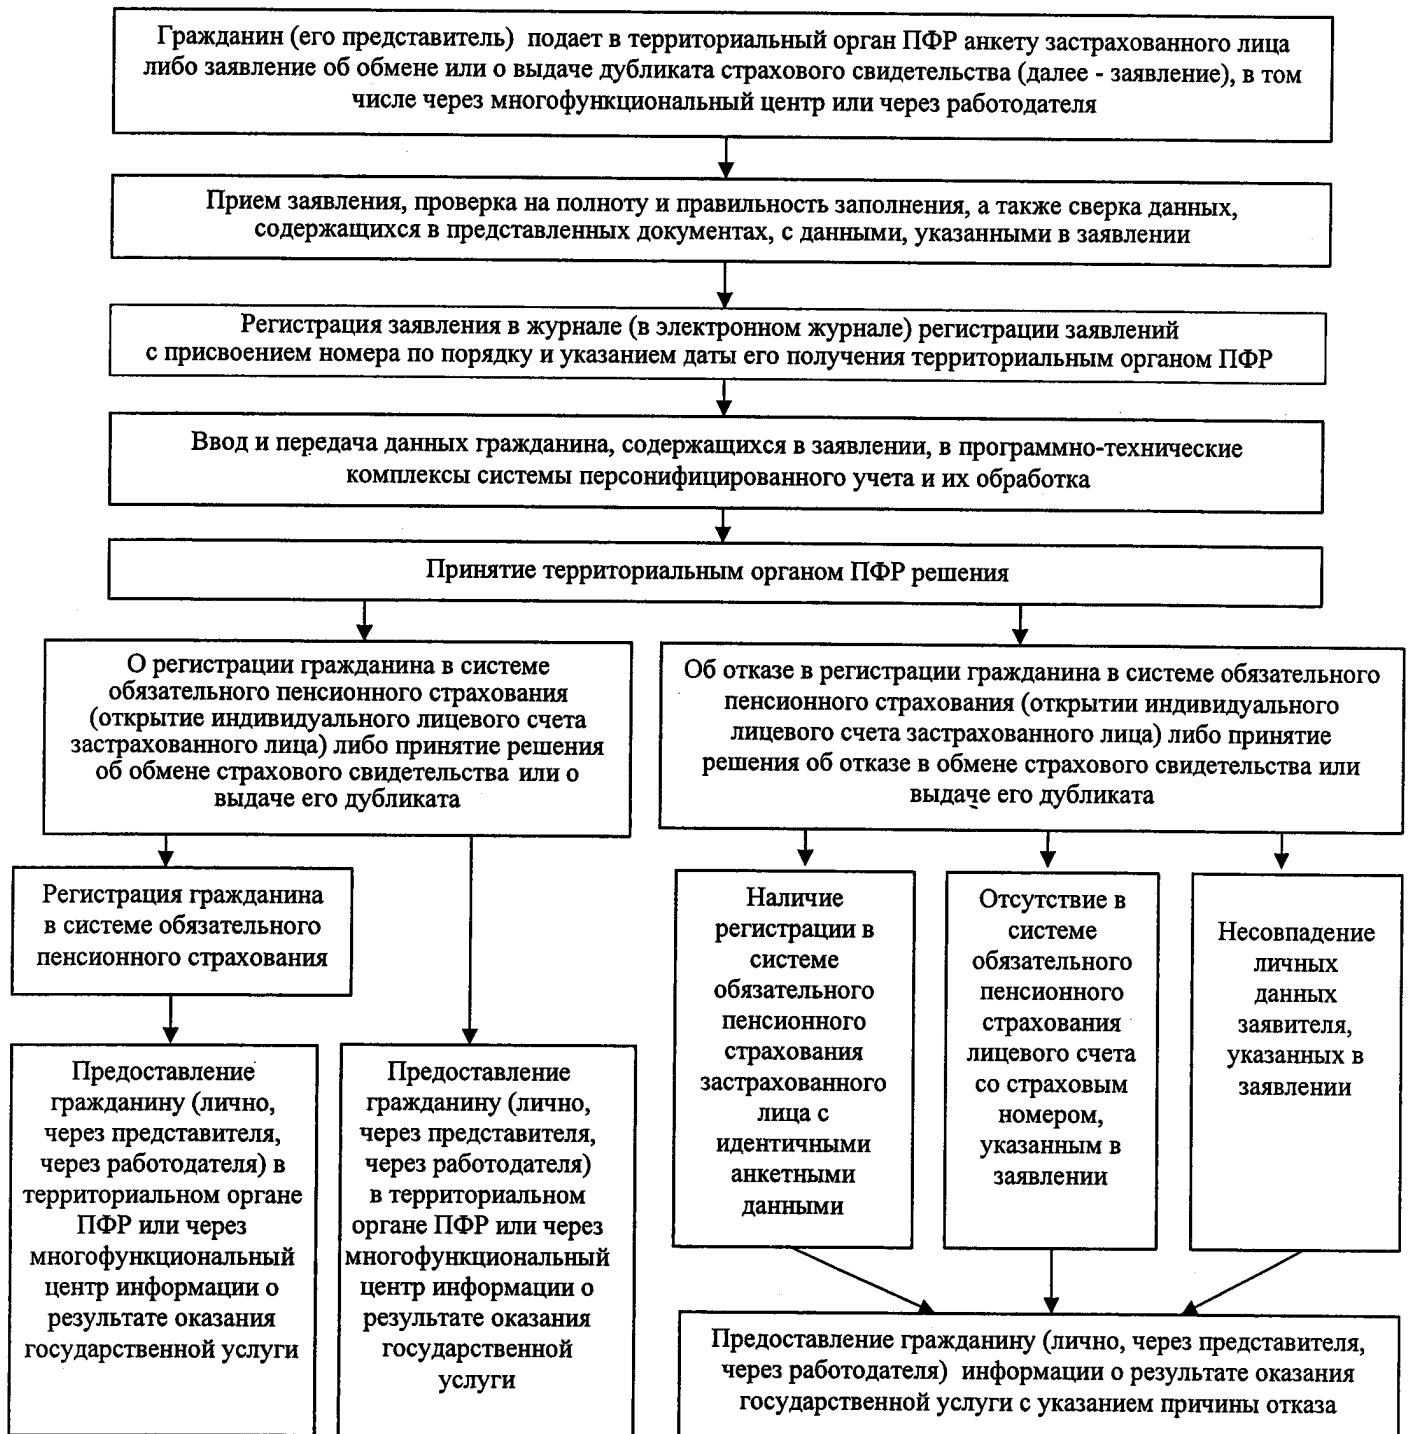 Гражданин (его представитель) подает в территориальный орган ПФР анкету застрахованного лица
либо заявление об обмене или о выдаче дубликата страхового свидетельства (далее - заявление), в том
числе через многофункциональный центр или через работодателя
Прием заявления, проверка на полноту и правильность заполнения, а также сверка данных,
содержащихся в представленных документах, с данными, указанными в заявлении
Регистрация заявления в журнале (в электронном журнале) регистрации заявлений
с присвоением номера по порядку и указанием даты его получения территориальным органом ПФР
Ввод и передача данных гражданина, содержащихся в заявлении, в программно-технические
комплексы системы персонифицированного учета и их обработка
Принятие территориальным органом ПФР решения
О регистрации гражданина в системе
обязательного пенсионного страхования
(открытие индивидуального лицевого счета
застрахованного лица) либо принятие решения
об обмене страхового свидетельства или о
выдаче его дубликата
Об отказе в регистрации гражданина в системе обязательного
пенсионного страхования (открытии индивидуального
лицевого счета застрахованного лица) либо принятие
решения об отказе в обмене страхового свидетельства или
выдаче его дубликата
Регистрация гражданина
в системе обязательного
пенсионного страхования
Предоставление
гражданину (лично,
через представителя,
через работодателя) в
территориальном органе
ПФР или через
многофункциональный
центр информации о
результате оказания
государственной услуги
Предоставление
гражданину (лично,
через представителя,
через работодателя)
в территориальном
органе ПФР или через
многофункциональный
центр информации о
результате оказания
государственной
услуги
Наличие
регистрации в
системе
обязательного
пенсионного
страхования
застрахованного
лица с
идентичными
анкетными
данными
Отсутствие в
системе
обязательного
пенсионного
страхования
лицевого счета
со страховым
номером,
указанным в
заявлении
Несовпадение
личных
данных
заявителя,
указанных в
заявлении
Предоставление гражданину (лично, через представителя,
через работодателя) информации о результате оказания
государственной услуги с указанием причины отказа